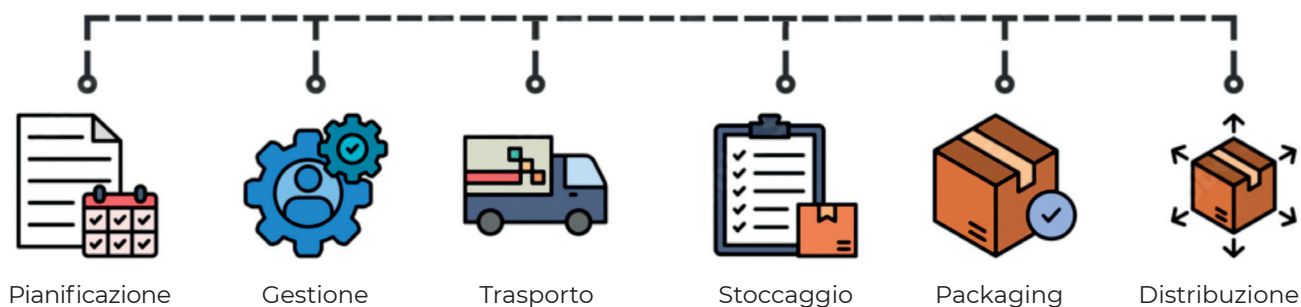 Pianificazione
Gestione
Trasporto
Stoccaggio
Packaging
Distribuzione